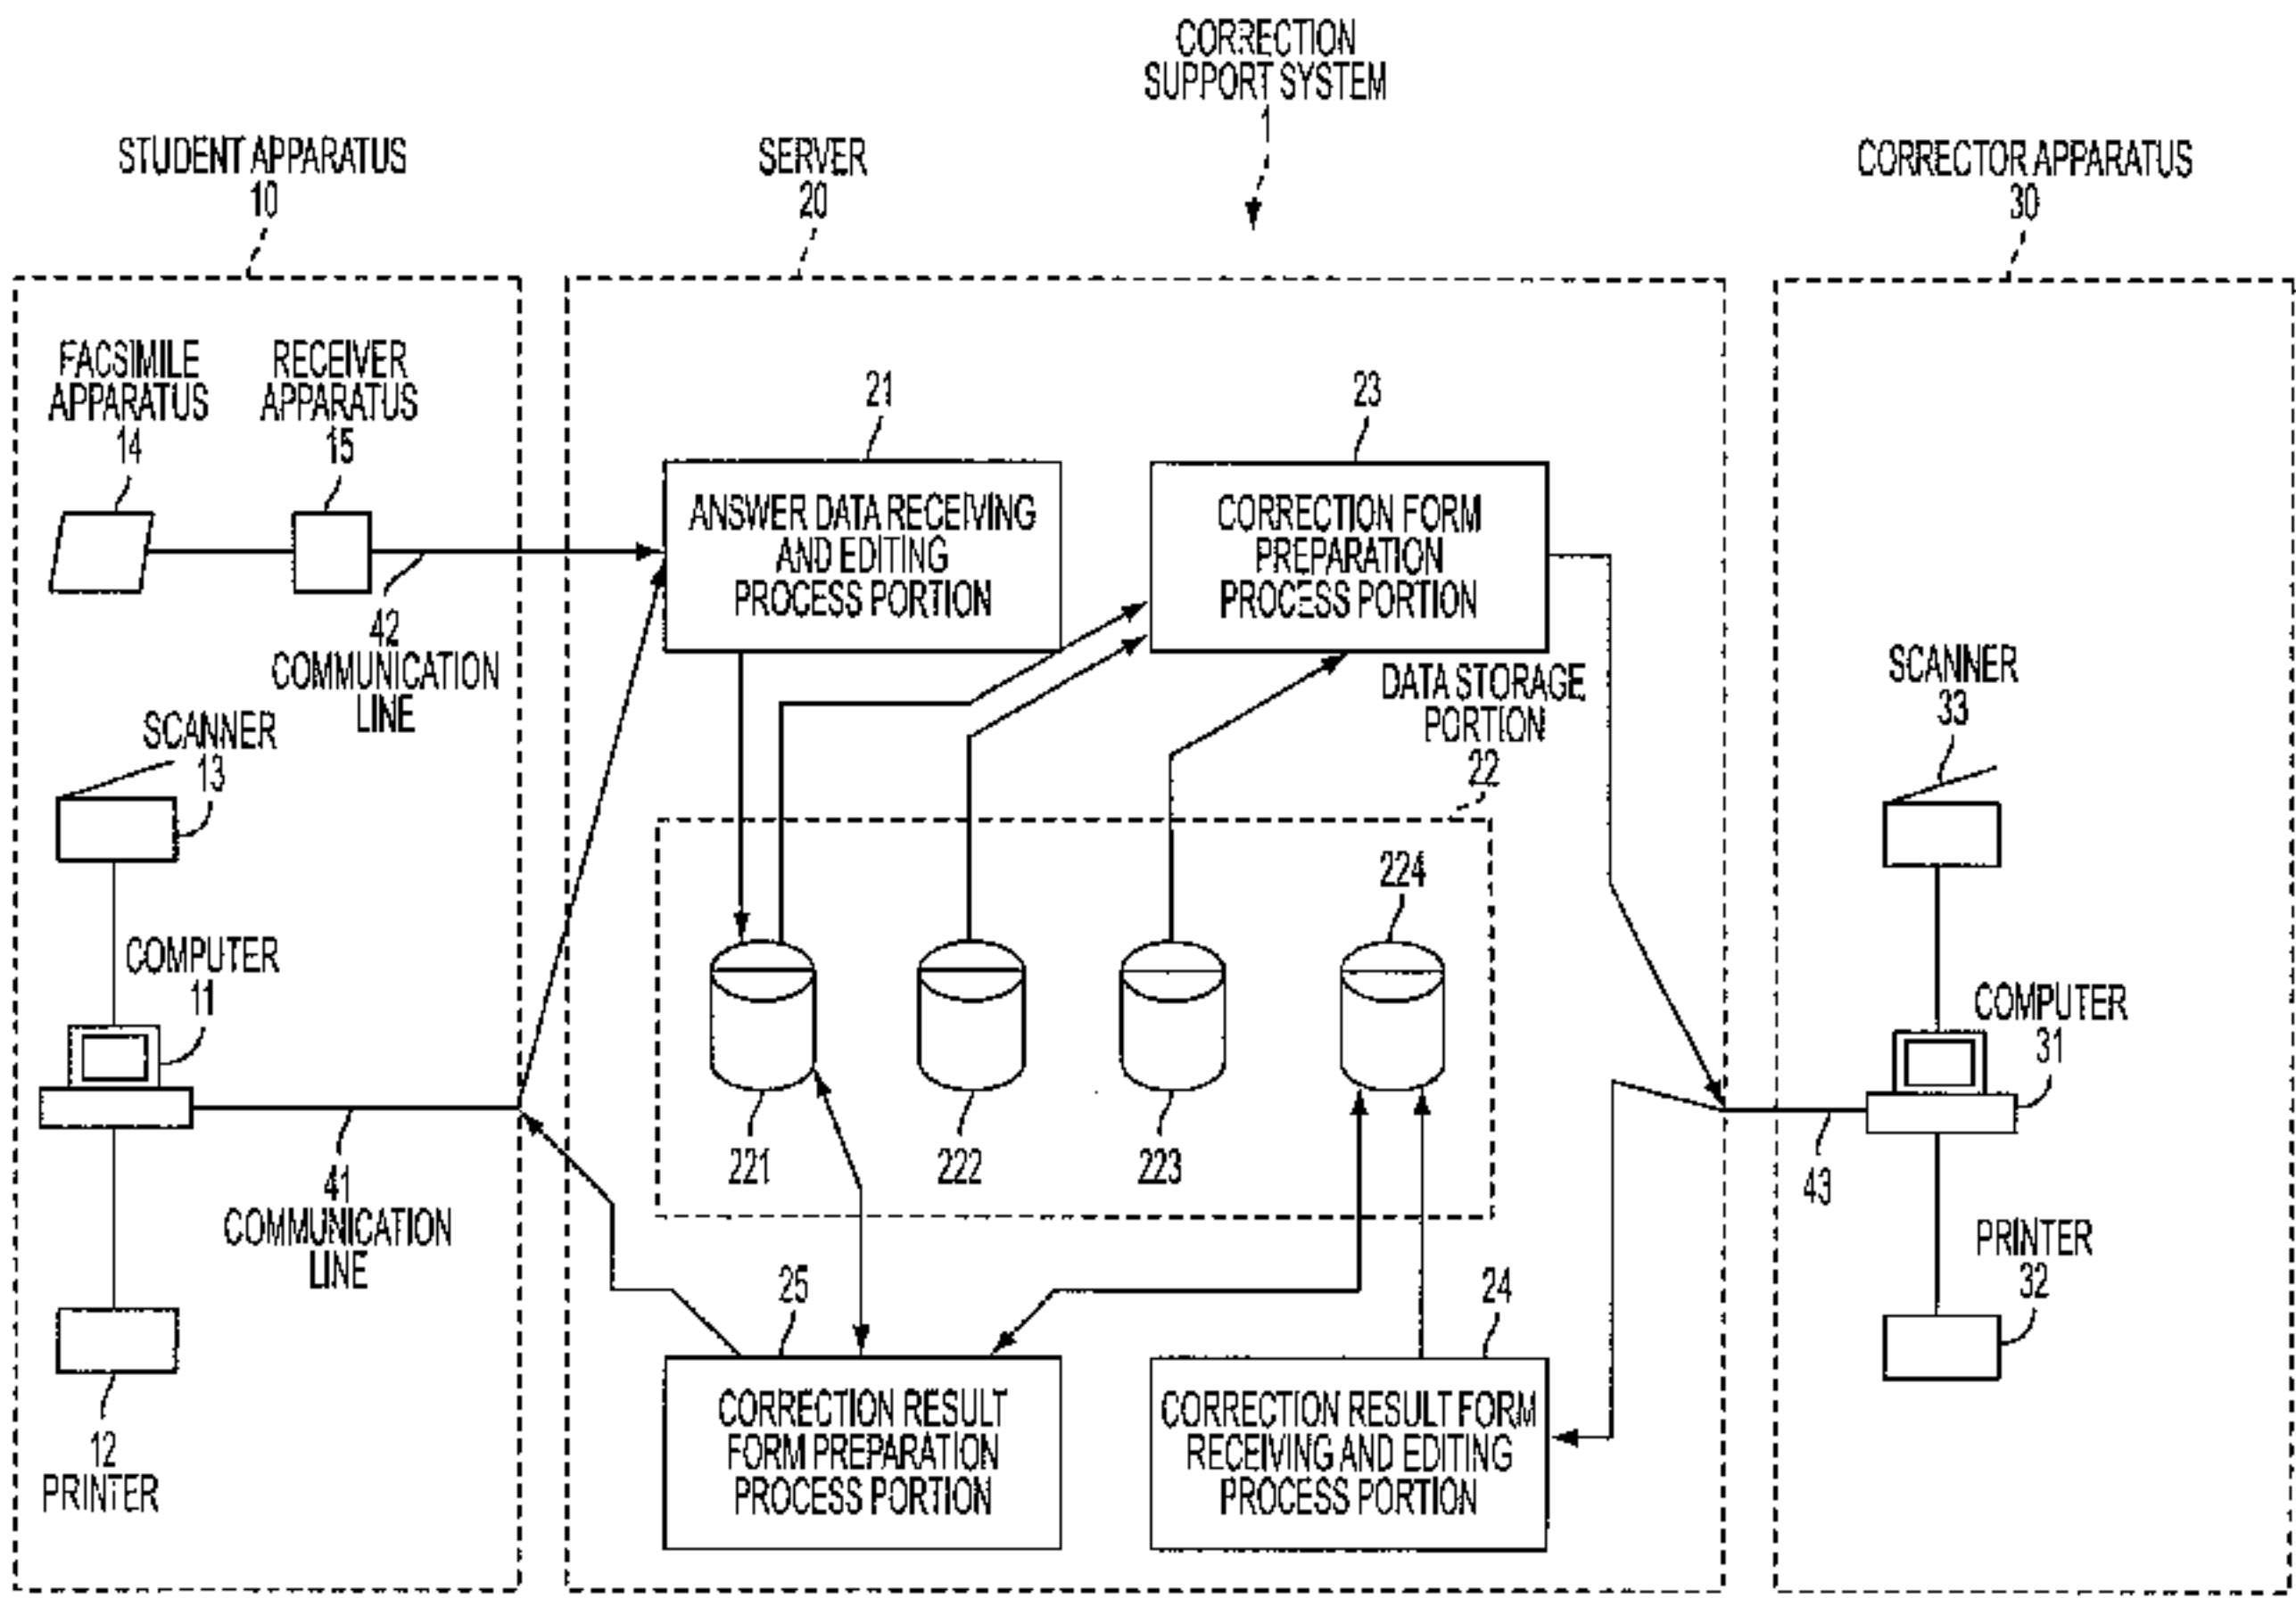 CORRECTION
SUPPORT SYSTEM
1
STUDENT APPARATUS
10
SERVER
20
CORRECTOR APPARATUS
30
FACSIMILE
APPARATUS
14
RECEIVER
APPARATUS
15
42
COMMUNICATION
LINE
SCANNER
13
COMPUTER
11
41
COMMUNICATION
LINE
12
PRINTER
21
ANSWER DATA RECEIVING
AND EDITING
PROCESS PORTION
23
CORRECTION FORM
PREPARATION
PROCESS PORTION
DATA STORAGE
PORTION
22
224
221
222
223
25
CORRECTION RESULT
FORM PREPARATION
PROCESS PORTION
24
CORRECTION RESULT FORM
RECEIVING AND EDITING
PROCESS PORTION
SCANNER
33
COMPUTER
31
43
PRINTER
32